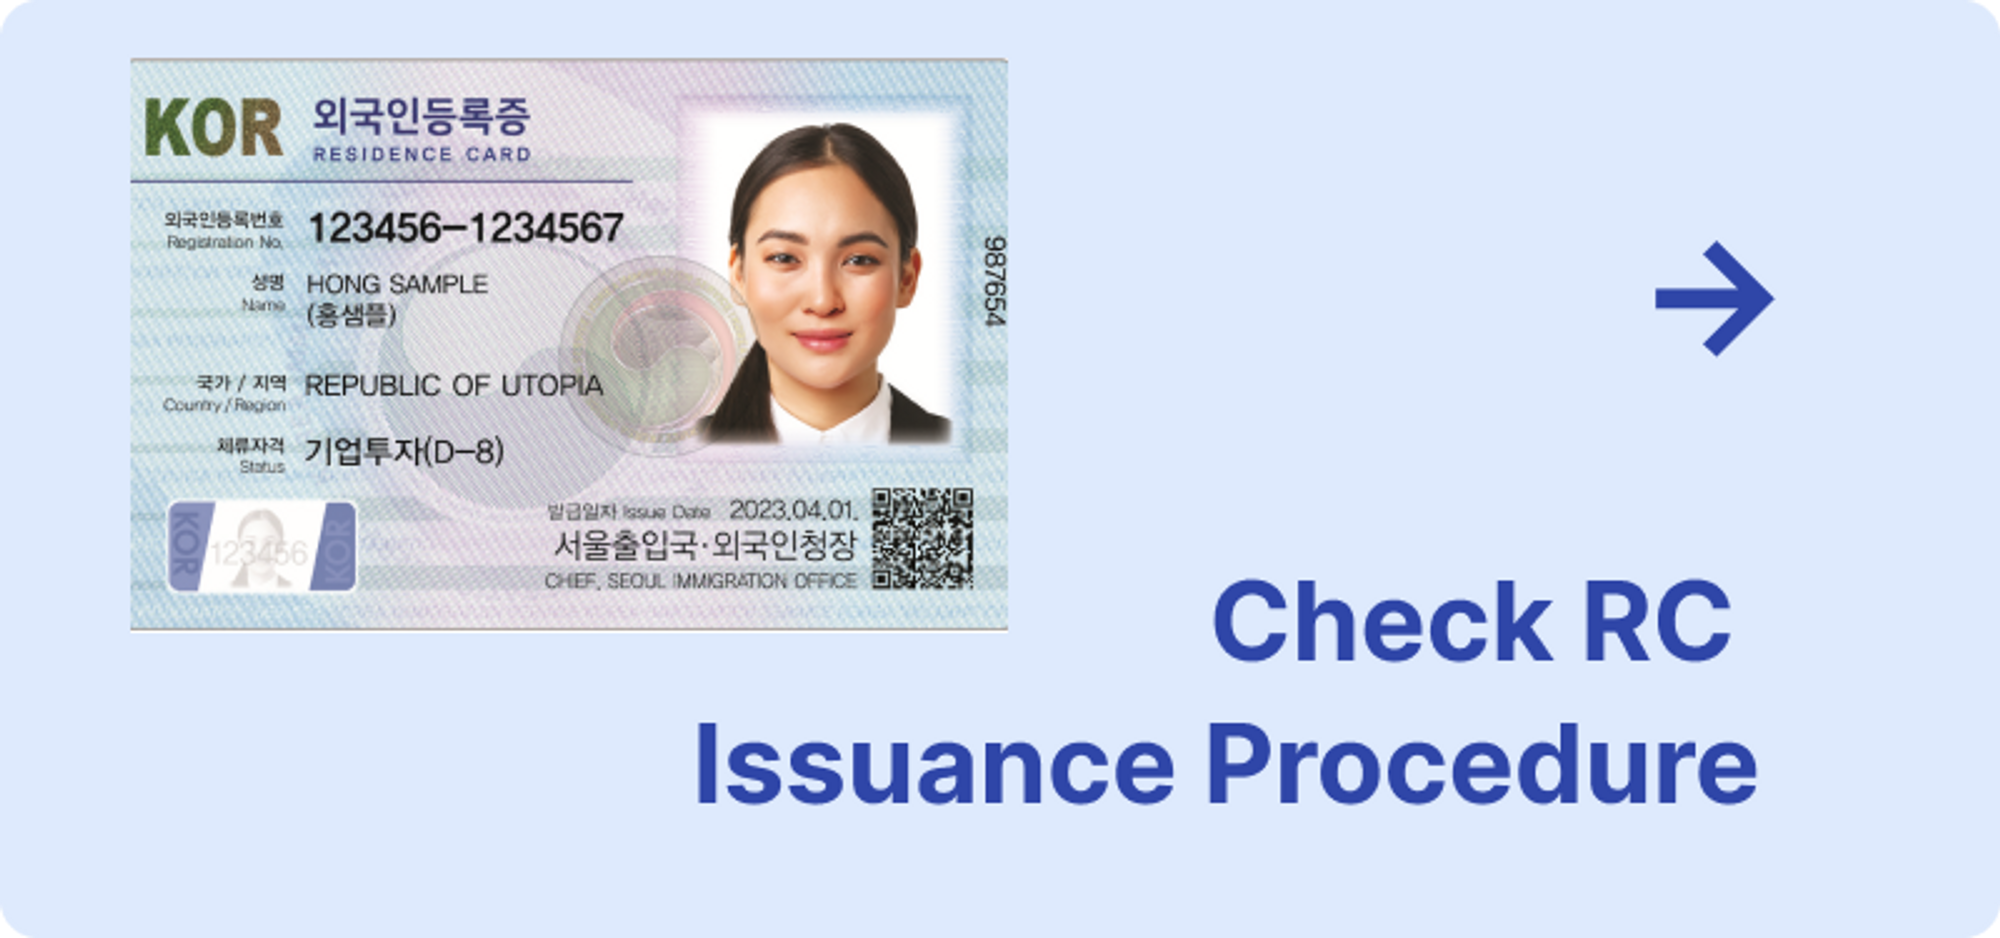 KOR 외국인등록증
RESIDENCE CARD
외국인등록번호 123456-1234567
Registration No.
성명 HONG SAMPLE
Name (홍샘플)
국가 / 지역 REPUBLIC OF UTOPIA
Country / Region
체류자격 기업투자(D-8)
Status
9876554
KOR 123456 KOR
발급일자 Issue Date 2023.04.01.
서울출입국·외국인청장
CHIEF, SEOUL IMMIGRATION OFFICE
Check RC
Issuance Procedure